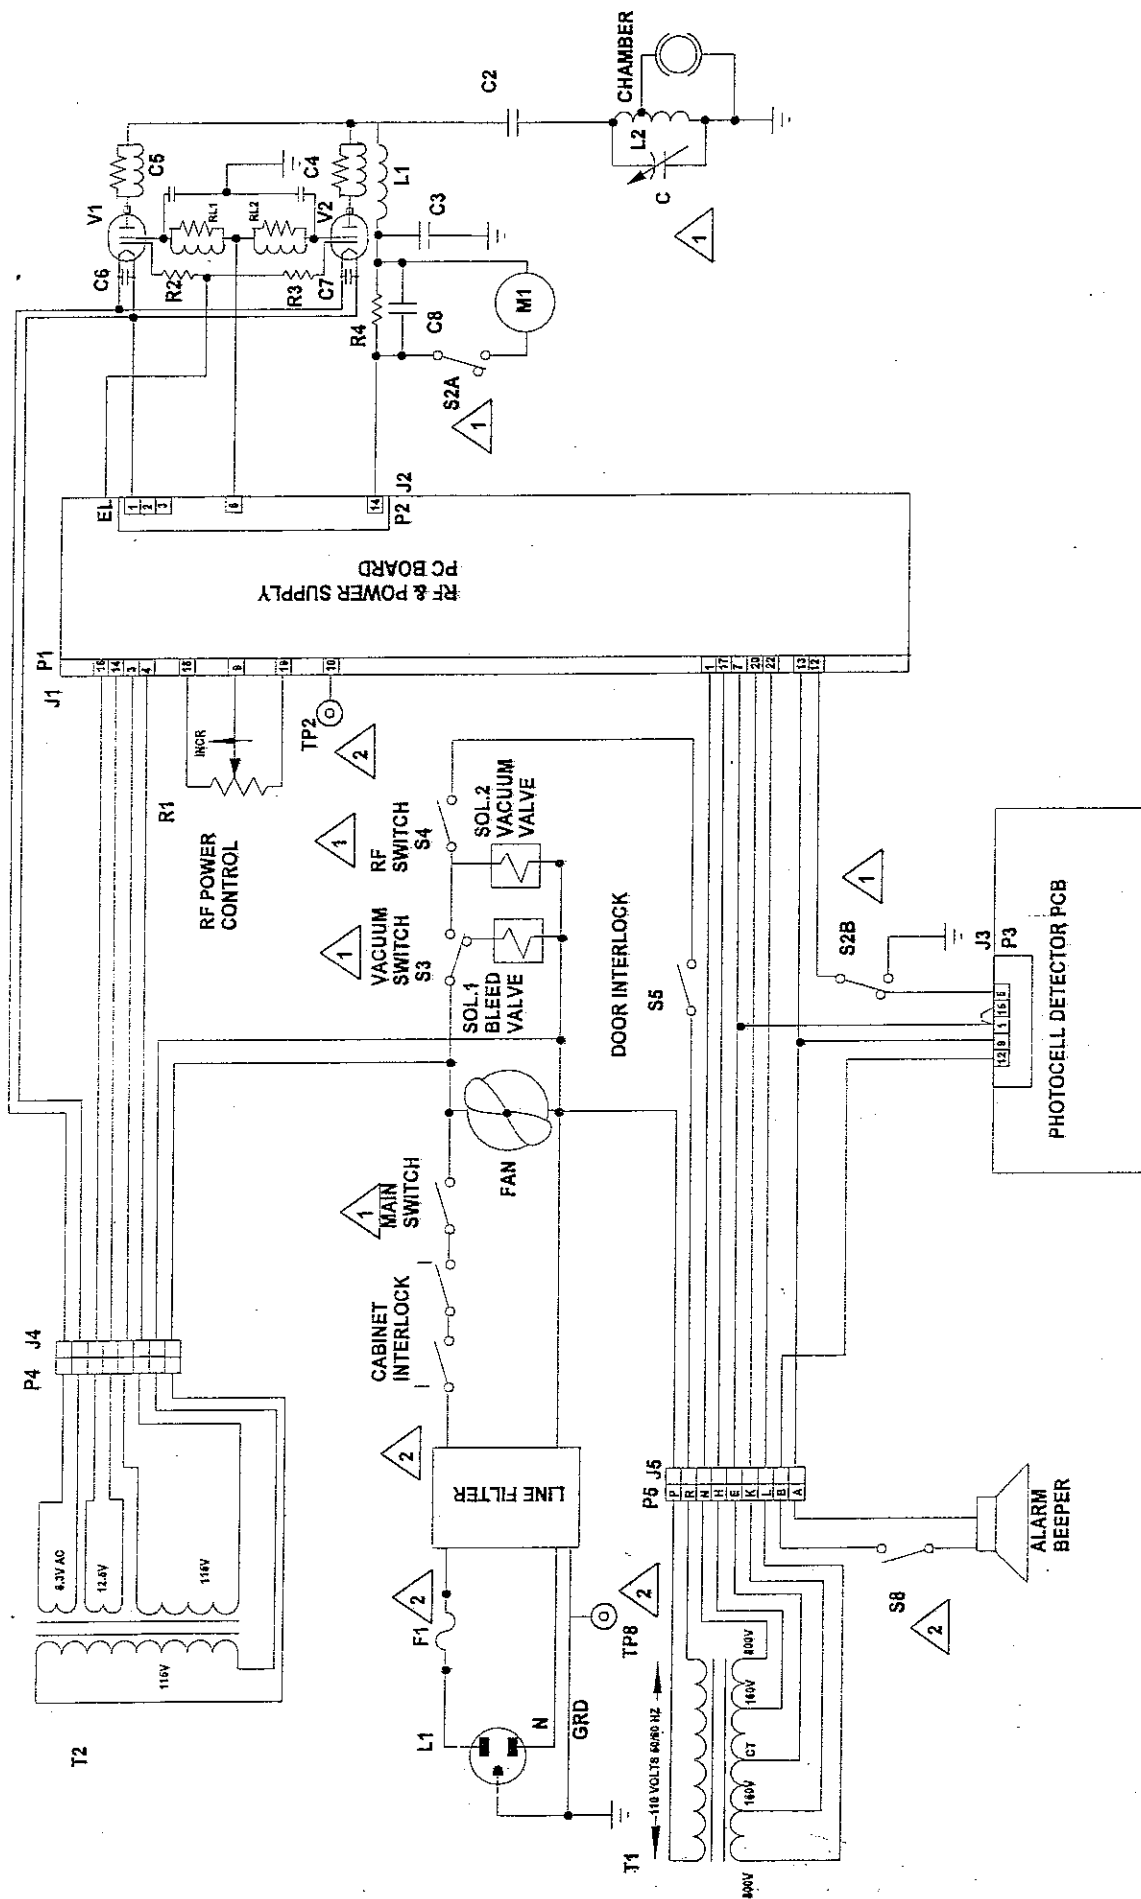 T2
115V
6.3V AC
12.6V
115V
P4
J4
L1
N
GRD
F1
2
TP8
2
LINE FILTER
2
CABINET
INTERLOCK
MAIN
SWITCH
1
FAN
SOL.1
BLEED
VALVE
VACUUM
SWITCH
S3
1
RF
SWITCH
S4
1
SOL.2
VACUUM
VALVE
DOOR INTERLOCK
S5
RF POWER
CONTROL
R1
INCR
TP2
2
J1
P1
16
14
3
4
18
9
19
10
1
17
7
20
22
13
12
RF & POWER SUPPLY
PC BOARD
EL
1
2
3
6
14
P2
J2
S2A
1
M1
R4
C8
C3
L1
C6
V1
C5
R2
RL1
R3
RL2
C7
V2
C4
C2
L2
C
1
CHAMBER
T1
110 VOLTS 50/60 HZ
800V
160V
CT
160V
800V
P5
J5
P
R
N
H
E
K
L
B
A
S8
2
ALARM
BEEPER
S2B
1
J3
P3
12
9
1
15
PHOTOCELL DETECTOR PCB